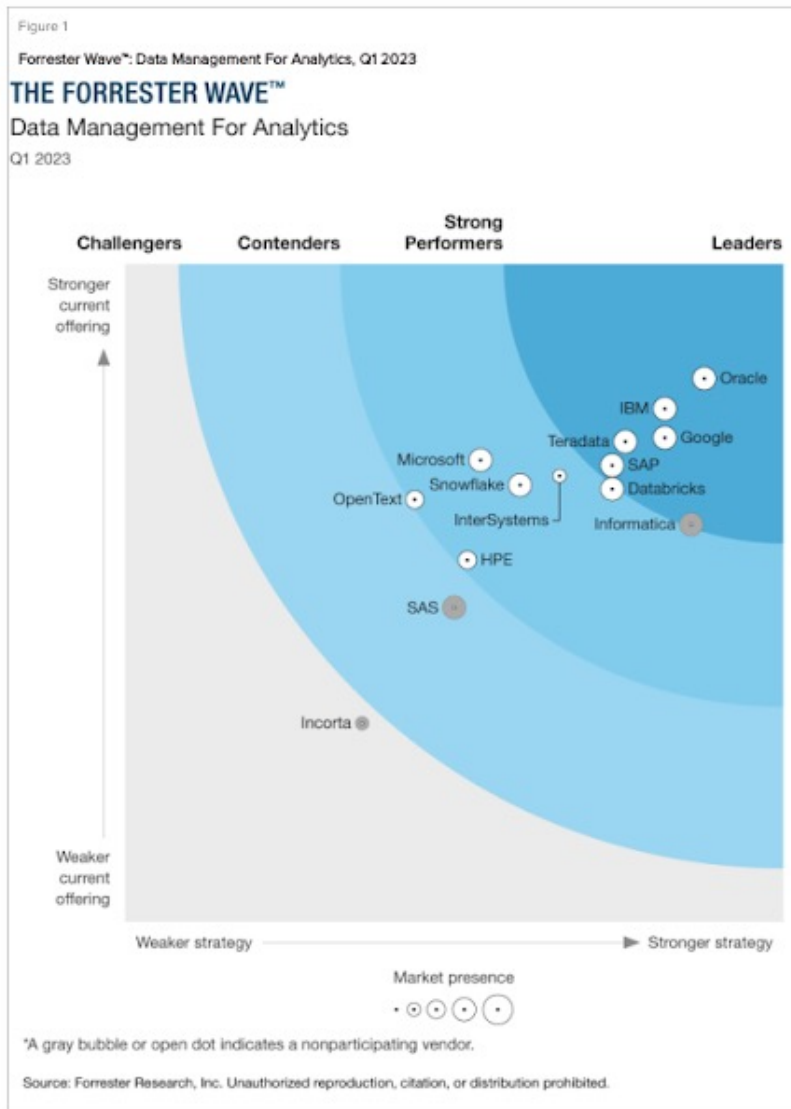 Figure 1
Forrester Wave™: Data Management For Analytics, Q1 2023
THE FORRESTER WAVE™
Data Management For Analytics
Q1 2023
Challengers
Contenders
Strong
Performers
Leaders
Stronger
current
offering
Oracle
IBM
Google
Teradata
Microsoft
SAP
Snowflake
Databricks
OpenText
InterSystems
Informatica
HPE
SAS
Incorta
Weaker
current
offering
Weaker strategy
Stronger strategy
Market presence
*A gray bubble or open dot indicates a nonparticipating vendor.
Source: Forrester Research, Inc. Unauthorized reproduction, citation, or distribution prohibited.